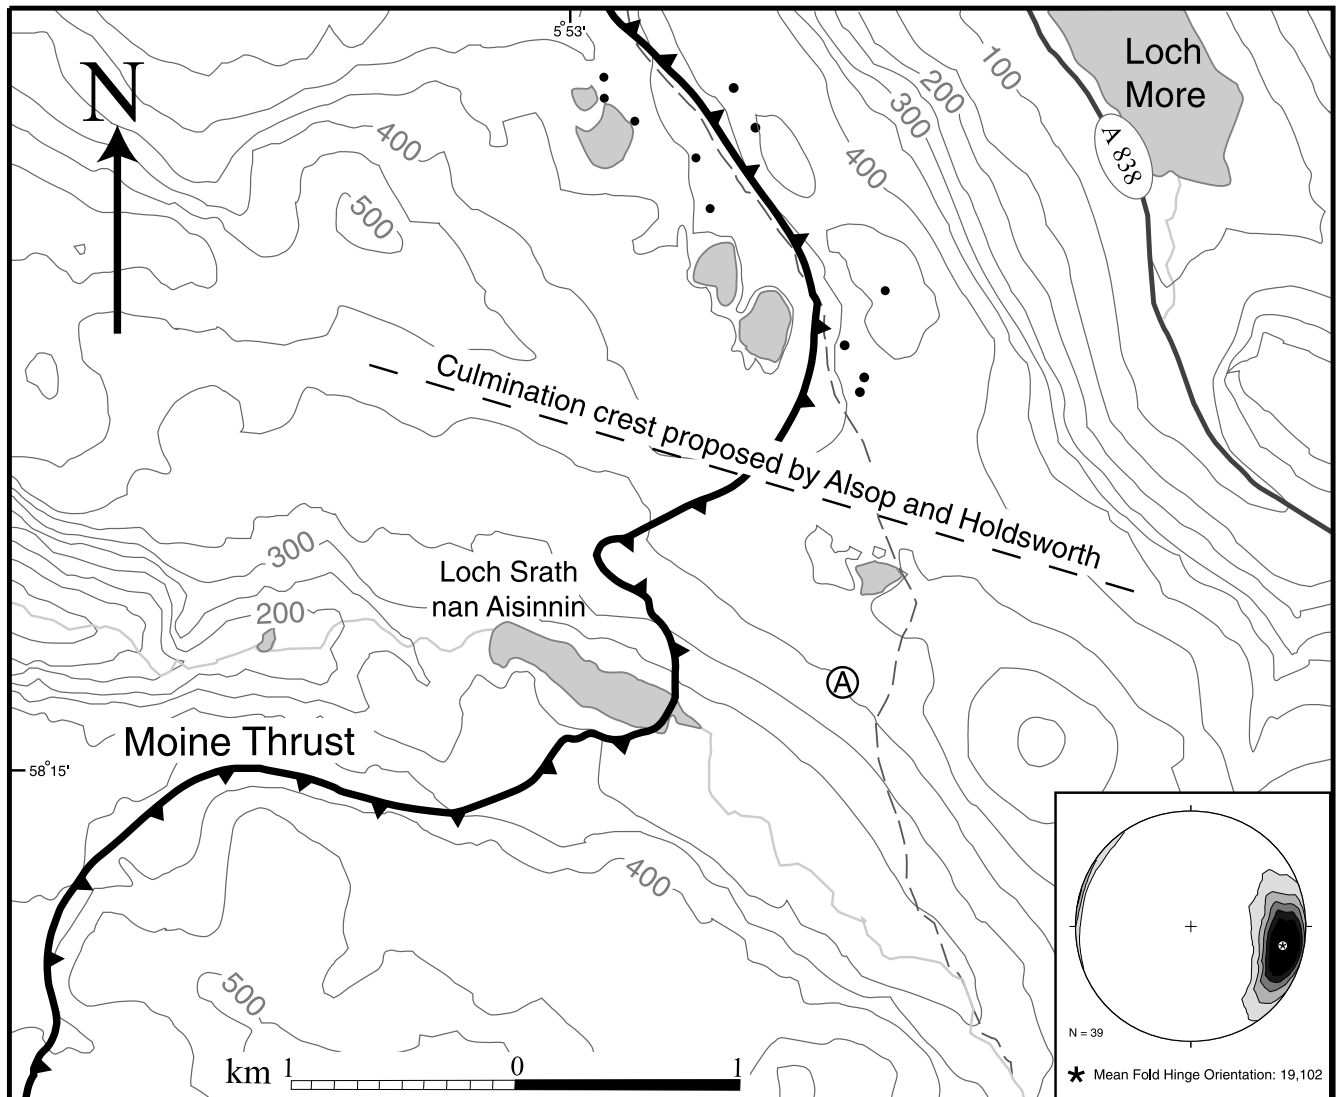 5°53'
N
Loch
More
100
200
300
400
A 838
400
500
Culmination crest proposed by Alsop and Holdsworth
300
200
Loch Srath
nan Aisinnin
A
Moine Thrust
58°15'
400
500
km 1 0 1
N = 39
Mean Fold Hinge Orientation: 19,102